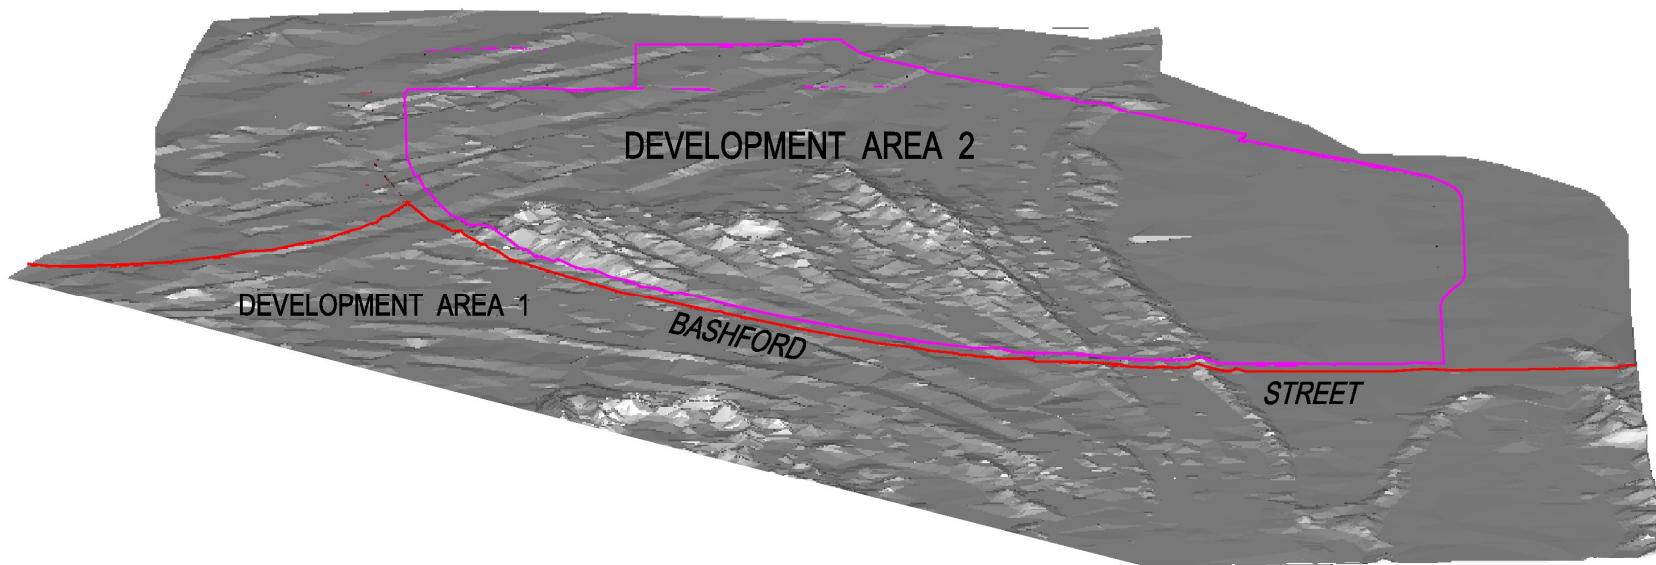 DEVELOPMENT AREA 2
DEVELOPMENT AREA 1
BASHFORD
STREET